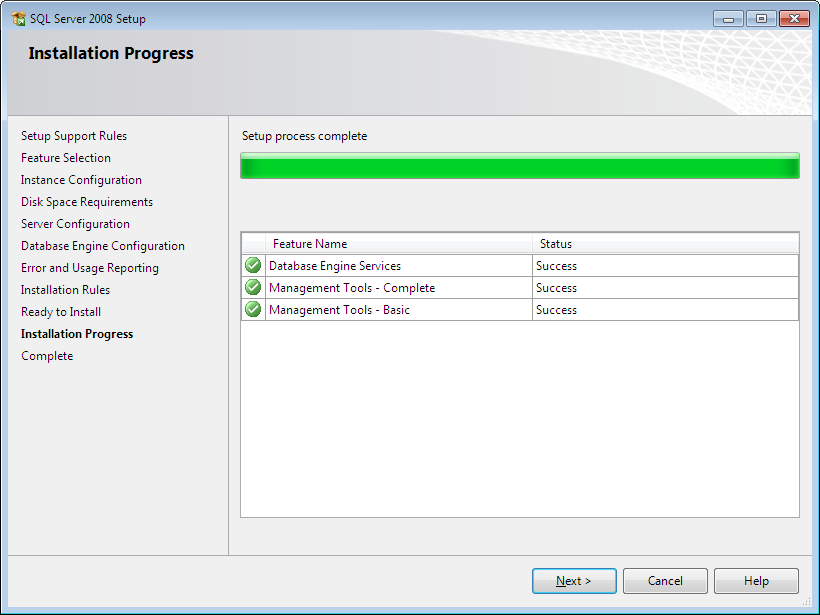 SQL Server 2008 Setup
Installation Progress
Setup Support Rules
Feature Selection
Instance Configuration
Disk Space Requirements
Server Configuration
Database Engine Configuration
Error and Usage Reporting
Installation Rules
Ready to Install
Installation Progress
Complete
Setup process complete
Feature Name Status
Database Engine Services Success
Management Tools - Complete Success
Management Tools - Basic Success
Next > Cancel Help